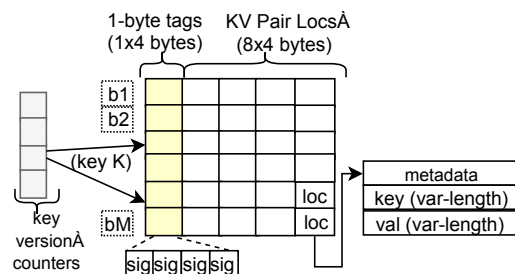 1-byte tags
(1x4 bytes)
KV Pair LocsÀ
(8x4 bytes)
b1
b2
(key K)
bM
loc
loc
key
versionÀ
counters
sig sig sig sig
metadata
key (var-length)
val (var-length)